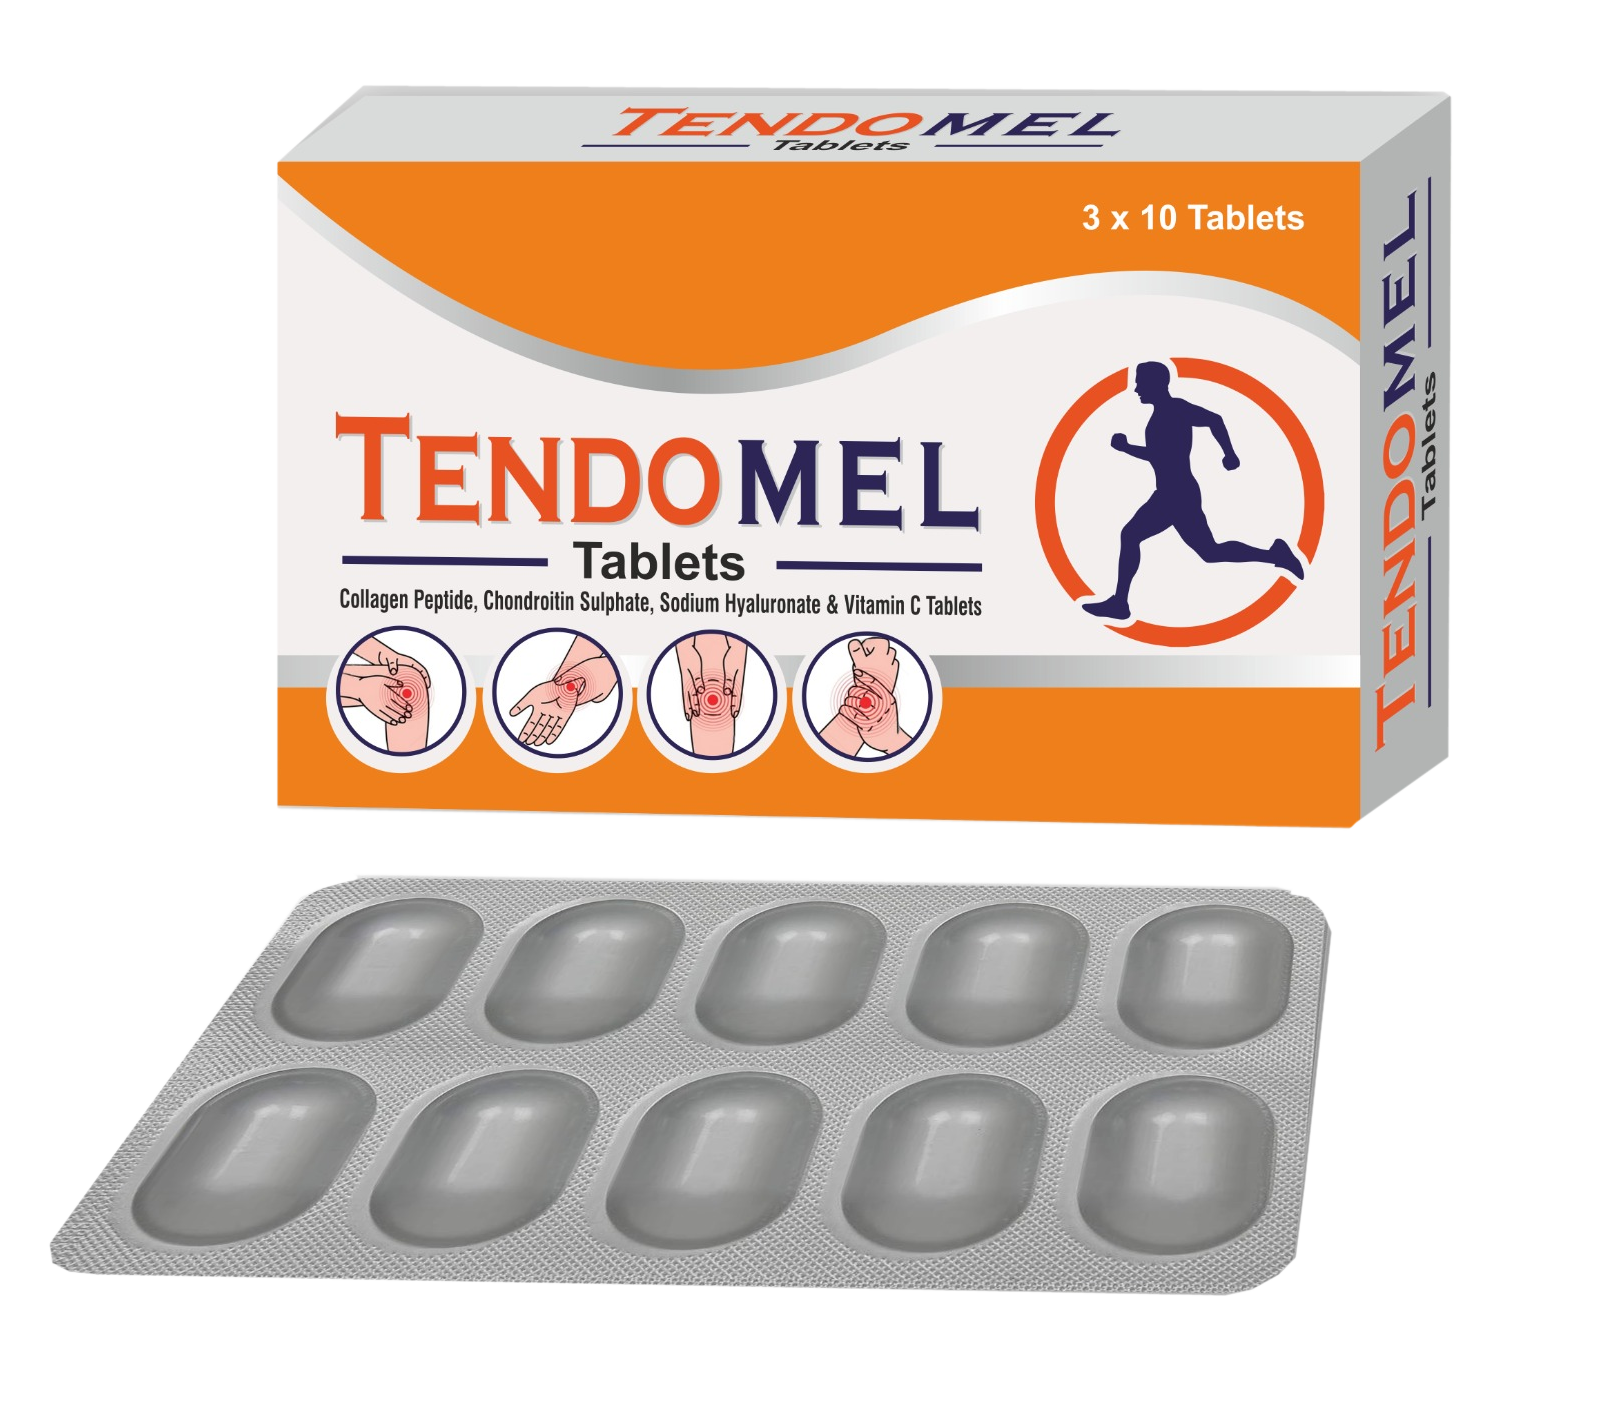 TENDOMEL
Tablets
3 x 10 Tablets
TENDOMEL
Tablets
Collagen Peptide, Chondroitin Sulphate, Sodium Hyaluronate & Vitamin C Tablets
TENDOMEL
Tablets